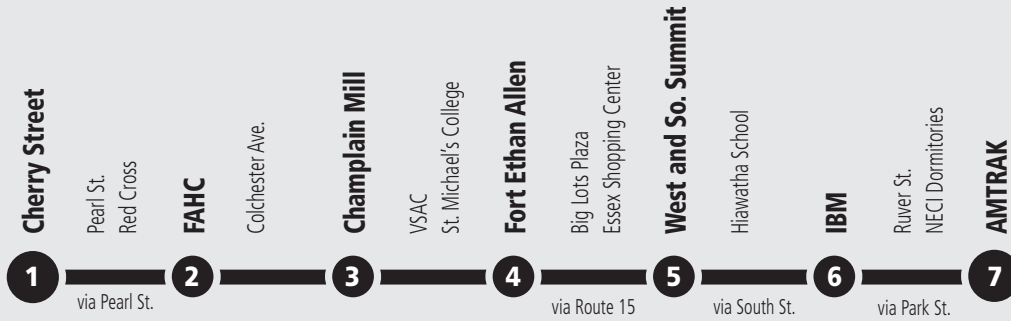 Cherry Street
Pearl St.
Red Cross
FAHC
Colchester Ave.
Champlain Mill
VSAC
St. Michael's College
Fort Ethan Allen
Big Lots Plaza
Essex Shopping Center
West and So. Summit
Hiawatha School
IBM
Ruver St.
NECI Dormitories
AMTRAK
1
2
3
4
5
6
7
via Pearl St.
via Route 15
via South St.
via Park St.